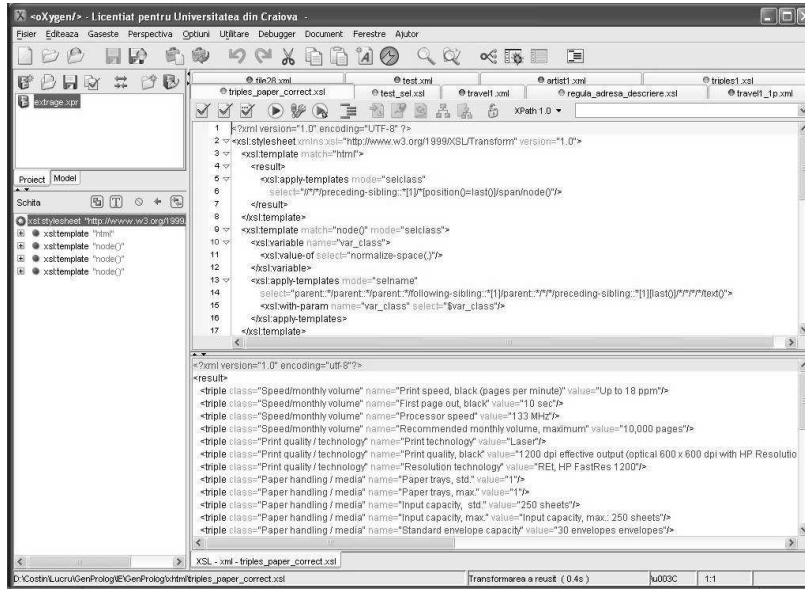 <oXygen/> - Licentiat pentru Universitatea din Craiova -
Fisier Editeaza Gaseste Perspectiva Optiuni Utilitare Debugger Document Ferestre Ajutor
extrage.xpr
Proiect Model
Schita
xsl:stylesheet "http://www.w3.org/1999
xsl:template "html"
xsl:template "node()"
xsl:template "node()"
xsl:template "node()"
file26.xml test.xml artist1.xml triples1.xsl
triples_paper_correct.xsl test_sel.xsl travel1.xml regula_adresa_descriere.xsl travel1_1p.xml
XPath 1.0
1 <?xml version="1.0" encoding="UTF-8" ?>
2 <xsl:stylesheet xmlns:xsl="http://www.w3.org/1999/XSL/Transform" version="1.0">
3 <xsl:template match="html">
4 <result>
5 <xsl:apply-templates mode="selclass"
6 select="//*/*/preceding-sibling::*[1]/*[position()=last()]/span/node()"/>
7 </result>
8 </xsl:template>
9 <xsl:template match="node()" mode="selclass">
10 <xsl:variable name="var_class">
11 <xsl:value-of select="normalize-space(.)"/>
12 </xsl:variable>
13 <xsl:apply-templates mode="selname"
14 select="parent::*/parent::*/parent::*/following-sibling::*[1]/parent::*/*/*/preceding-sibling::*[1][last()]/*/*/*/*/text()">
15 <xsl:with-param name="var_class" select="$var_class"/>
16 </xsl:apply-templates>
17 </xsl:template>
<?xml version="1.0" encoding="utf-8"?>
<result>
<triple class="Speed/monthly volume" name="Print speed, black (pages per minute)" value="Up to 18 ppm"/>
<triple class="Speed/monthly volume" name="First page out, black" value="10 sec"/>
<triple class="Speed/monthly volume" name="Processor speed" value="133 MHz"/>
<triple class="Speed/monthly volume" name="Recommended monthly volume, maximum" value="10,000 pages"/>
<triple class="Print quality / technology" name="Print technology" value="Laser"/>
<triple class="Print quality / technology" name="Print quality, black" value="1200 dpi effective output (optical 600 x 600 dpi with HP Resolutio
<triple class="Print quality / technology" name="Resolution technology" value="REt, HP FastRes 1200"/>
<triple class="Paper handling / media" name="Paper trays, std." value="1"/>
<triple class="Paper handling / media" name="Paper trays, max." value="1"/>
<triple class="Paper handling / media" name="Input capacity, std." value="250 sheets"/>
<triple class="Paper handling / media" name="Input capacity, max." value="Input capacity, max.: 250 sheets"/>
<triple class="Paper handling / media" name="Standard envelope capacity" value="30 envelopes envelopes"/>
XSL - xml - triples_paper_correct.xsl
D:\Costin/Lucru\GenProlog\IE\GenProlog\xhtml\triples_paper_correct.xsl Transformarea a reusit ( 0.4s ) \u003C 1:1